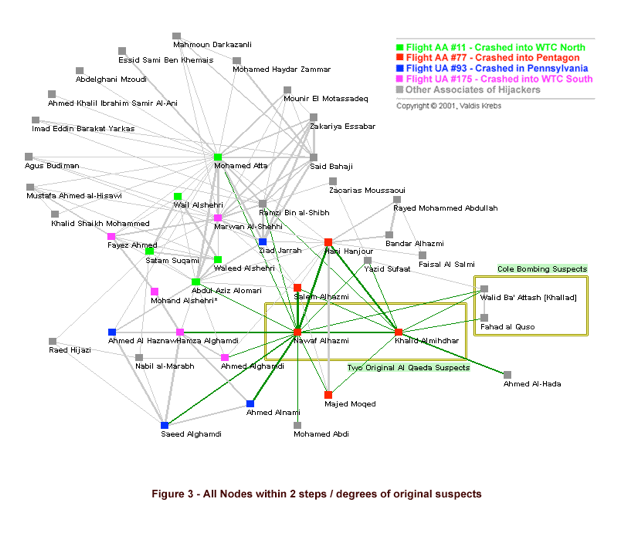 Mahmoun Darkazanli
Essid Sami Ben Khemais
Mohamed Haydar Zammar
Flight AA #11 - Crashed into WTC North
Flight AA #77 - Crashed into Pentagon
Flight UA #93 - Crashed in Pennsylvania
Flight UA #175 - Crashed into WTC South
Other Associates of Hijackers
Copyright © 2001, Valdis Krebs
Abdelghani Mzoudi
Ahmed Khalil Ibrahim Samir Al-Ani
Mounir El Motassadeq
Imad Eddin Barakat Yarkas
Zakariya Essabar
Agus Budiman
Mohamed Atta
Said Bahaji
Mustafa Ahmed al-Hisawi
Zacarias Moussaoui
Wail Alshehri
Ramzi Bin al-Shibh
Rayed Mohammed Abdullah
Khalid Shaikh Mohammed
Marwan Al-Shehhi
Fayez Ahmed
Ziad Jarrah
Hani Hanjour
Bandar Alhazmi
Satam Suqami
Waleed Alshehri
Yazid Sufaat
Faisal Al Salmi
Cole Bombing Suspects
Abdul Aziz Alomari
Mohand Alshehri*
Salem Alhazmi
Walid Ba' Attash [Khallad]
Fahad al Quso
Raed Hijazi
Ahmed Al Haznawi
Hamza Alghamdi
Nawaf Alhazmi
Khalid Almihdhar
Nabil al-Marabh
Ahmed Alghamdi
Two Original Al Qaeda Suspects
Ahmed Al-Hada
Ahmed Alnami
Majed Moqed
Saeed Alghamdi
Mohamed Abdi
Figure 3 - All Nodes within 2 steps / degrees of original suspects